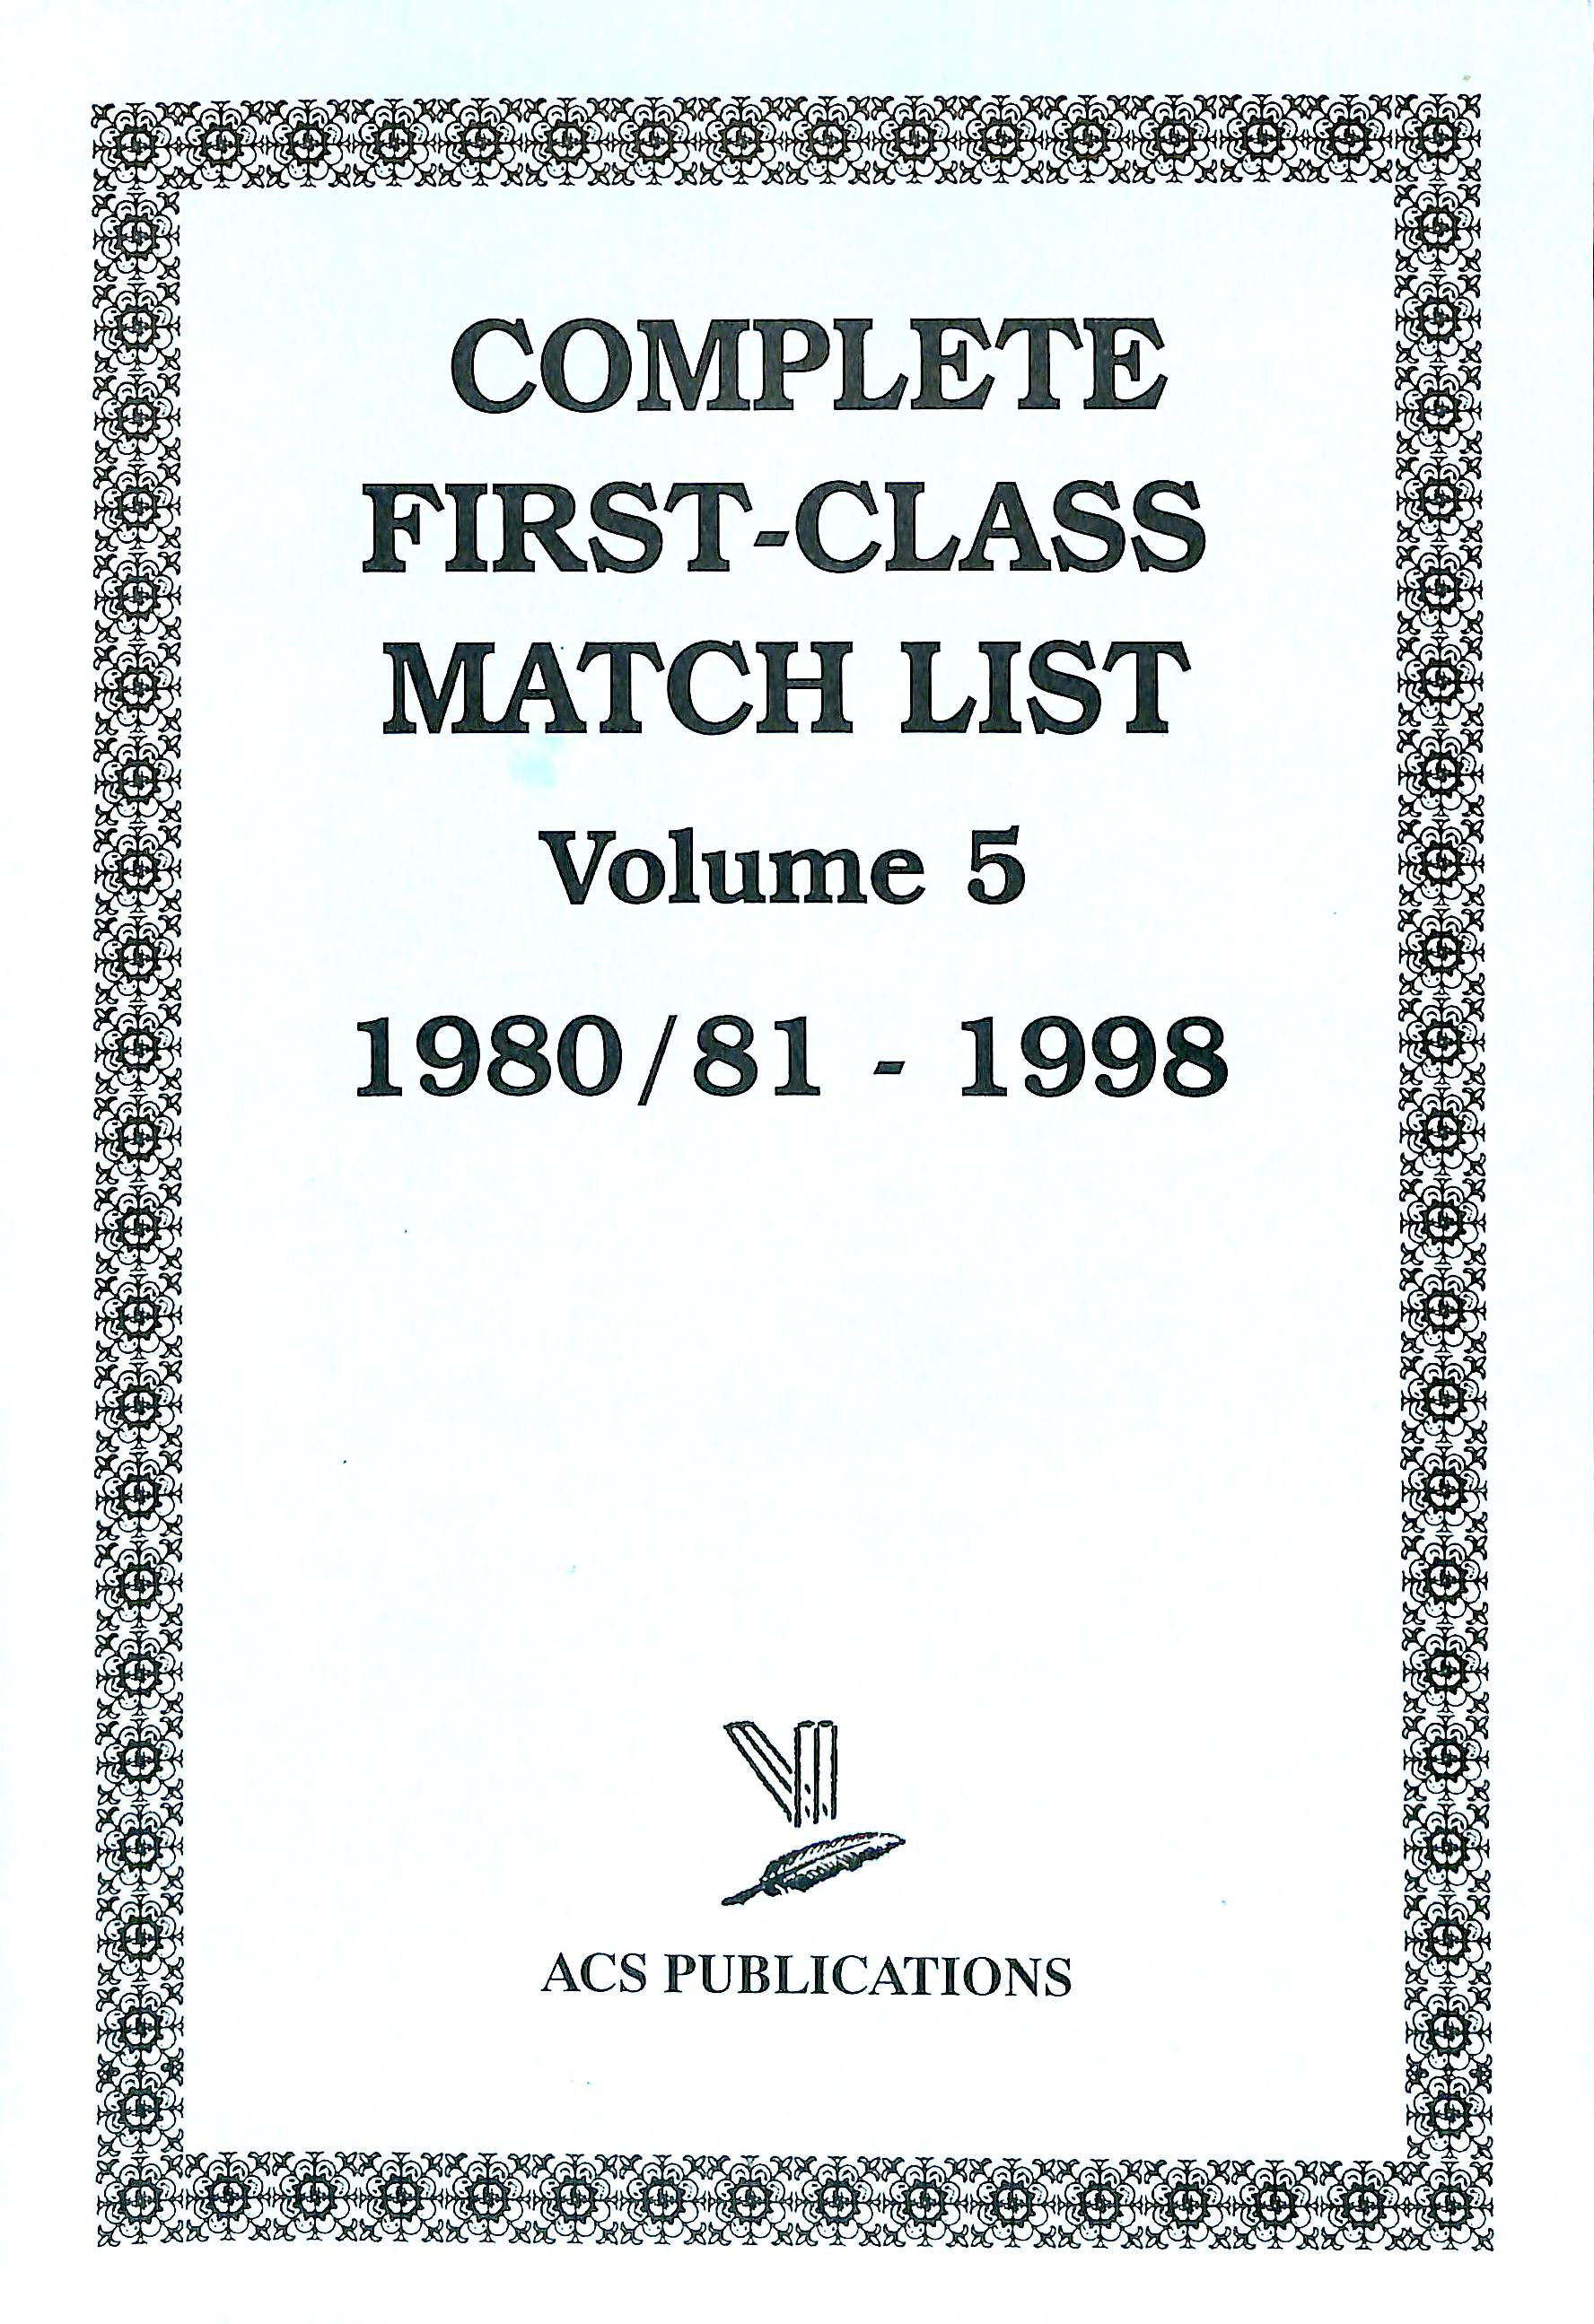 COMPLETE
FIRST-CLASS
MATCH LIST
Volume 5
1980/81 - 1998
ACS PUBLICATIONS